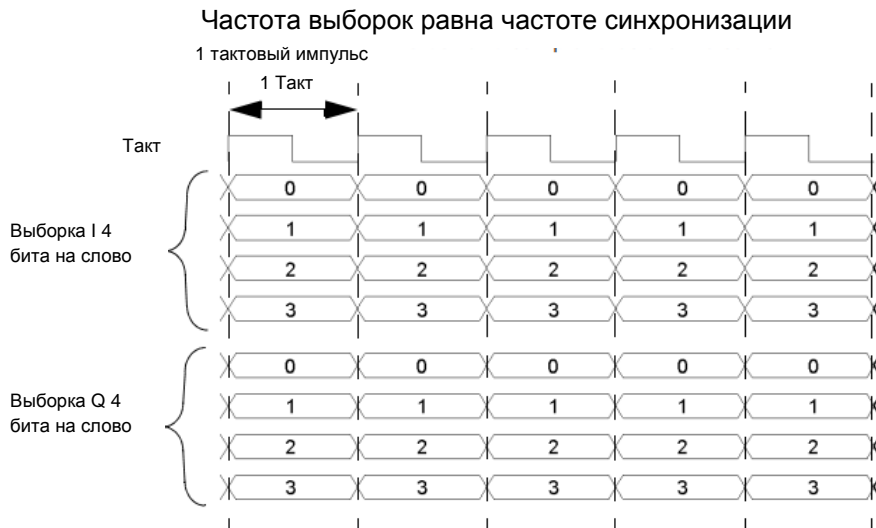 Частота выборок равна частоте синхронизации
1 тактовый импульс
1 Такт
Такт
0 0 0 0 0
Выборка I 4
бита на слово
1 1 1 1 1
2 2 2 2 2
3 3 3 3 3
0 0 0 0 0
Выборка Q 4
бита на слово
1 1 1 1 1
2 2 2 2 2
3 3 3 3 3